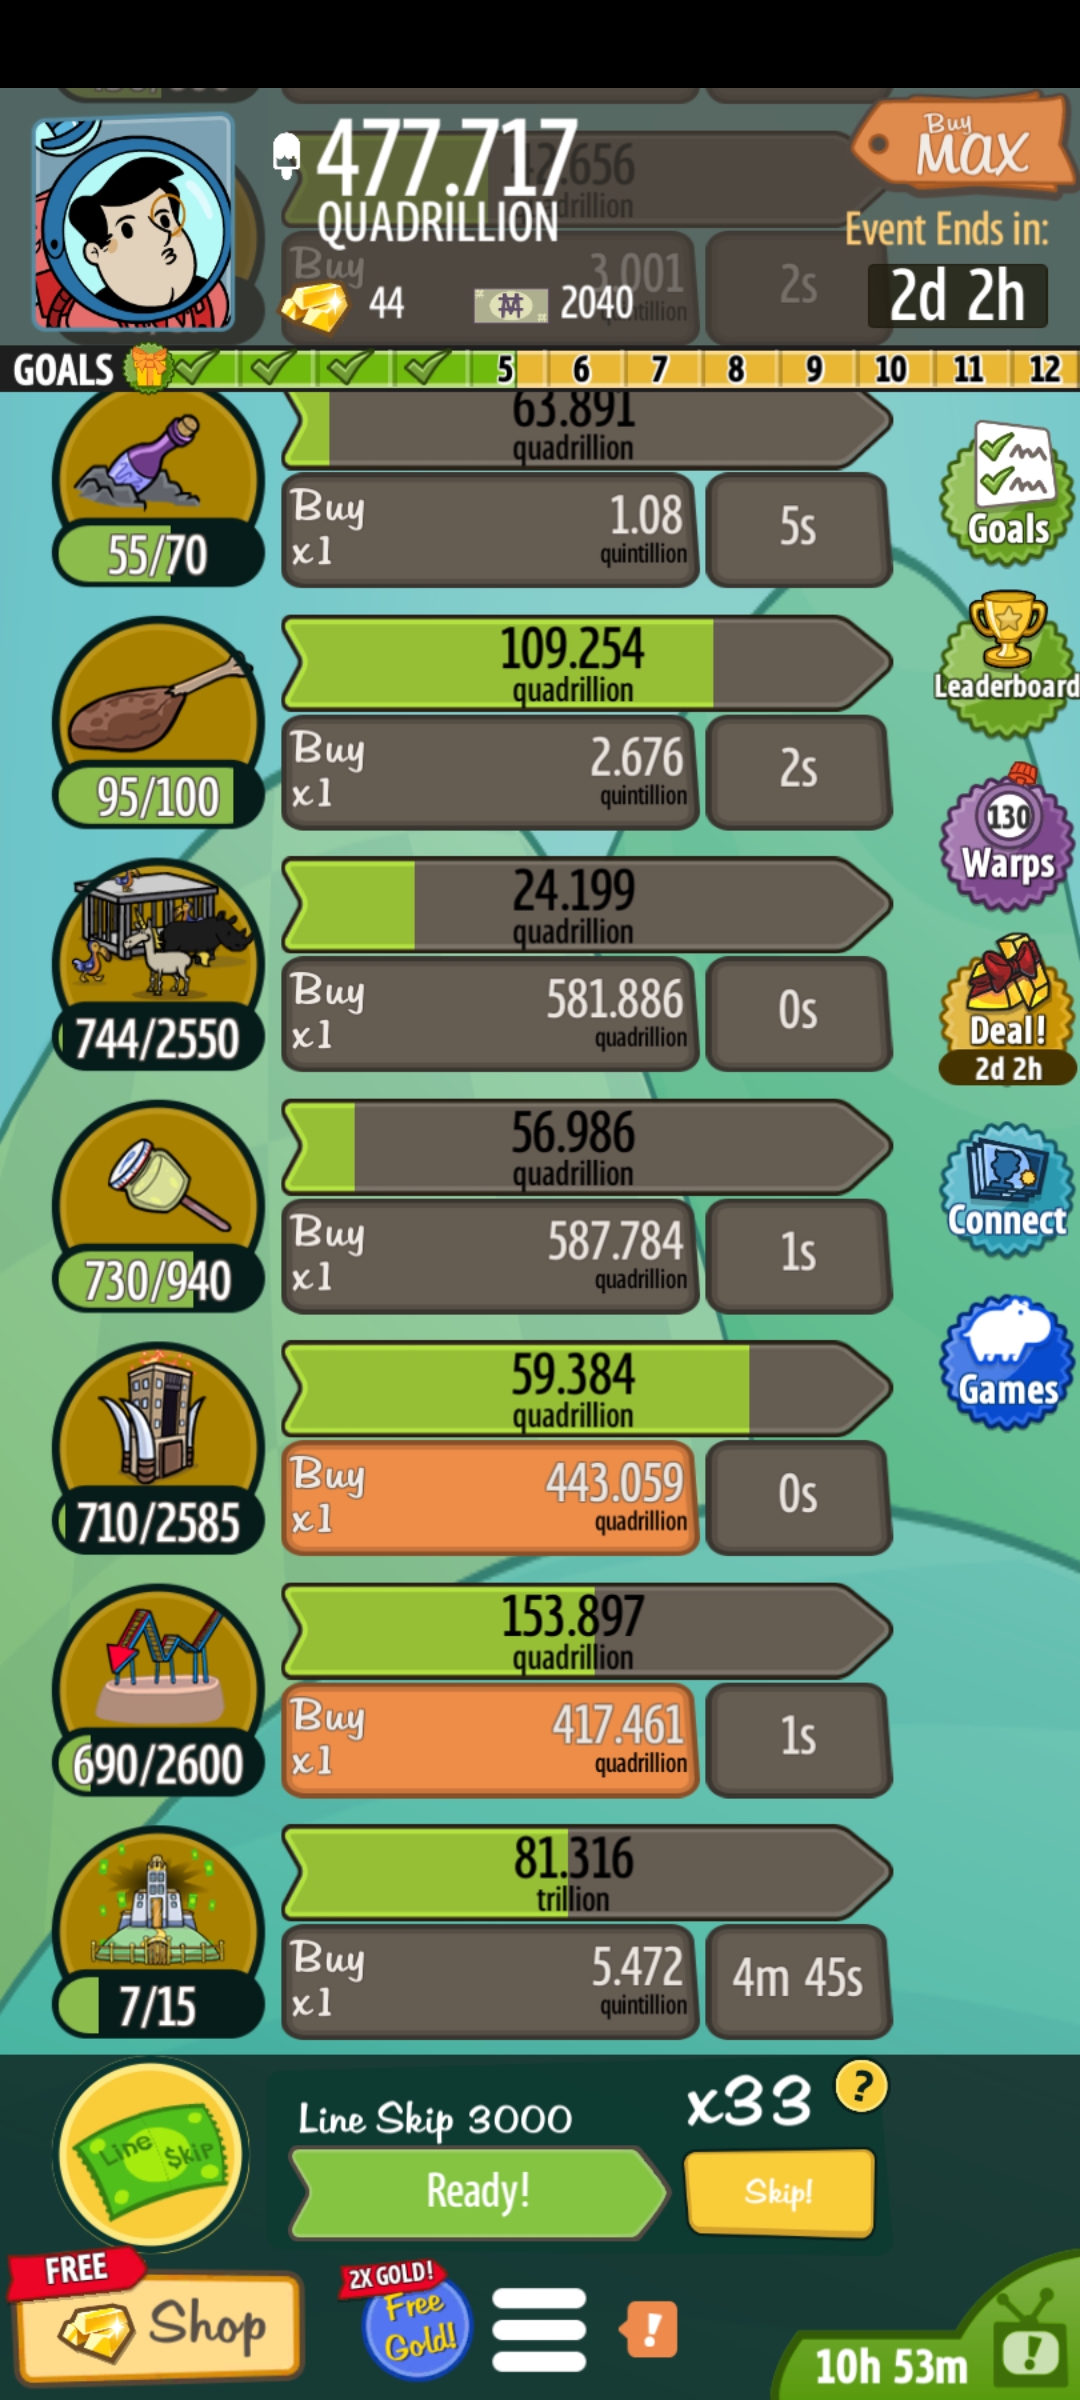 477.717
QUADRILLION
44
2040
Buy
MAX
Event Ends in:
2d 2h
Buy
3.001
2s
GOALS 5 6 7 8 9 10 11 12
63.891
quadrillion
55/70
Buy
x1
1.08
quintillion
5s
Goals
109.254
quadrillion
95/100
Buy
x1
2.676
quintillion
2s
Leaderboard
24.199
quadrillion
744/2550
Buy
x1
581.886
quadrillion
0s
130
Warps
Deal!
2d 2h
56.986
quadrillion
730/940
Buy
x1
587.784
quadrillion
1s
Connect
59.384
quadrillion
710/2585
Buy
x1
443.059
quadrillion
0s
Games
153.897
quadrillion
690/2600
Buy
x1
417.461
quadrillion
1s
81.316
trillion
7/15
Buy
x1
5.472
quintillion
4m 45s
Line $kip
Line Skip 3000
x33
?
Ready!
Skip!
FREE
Shop
2X GOLD!
Free
Gold!
!
10h 53m
!